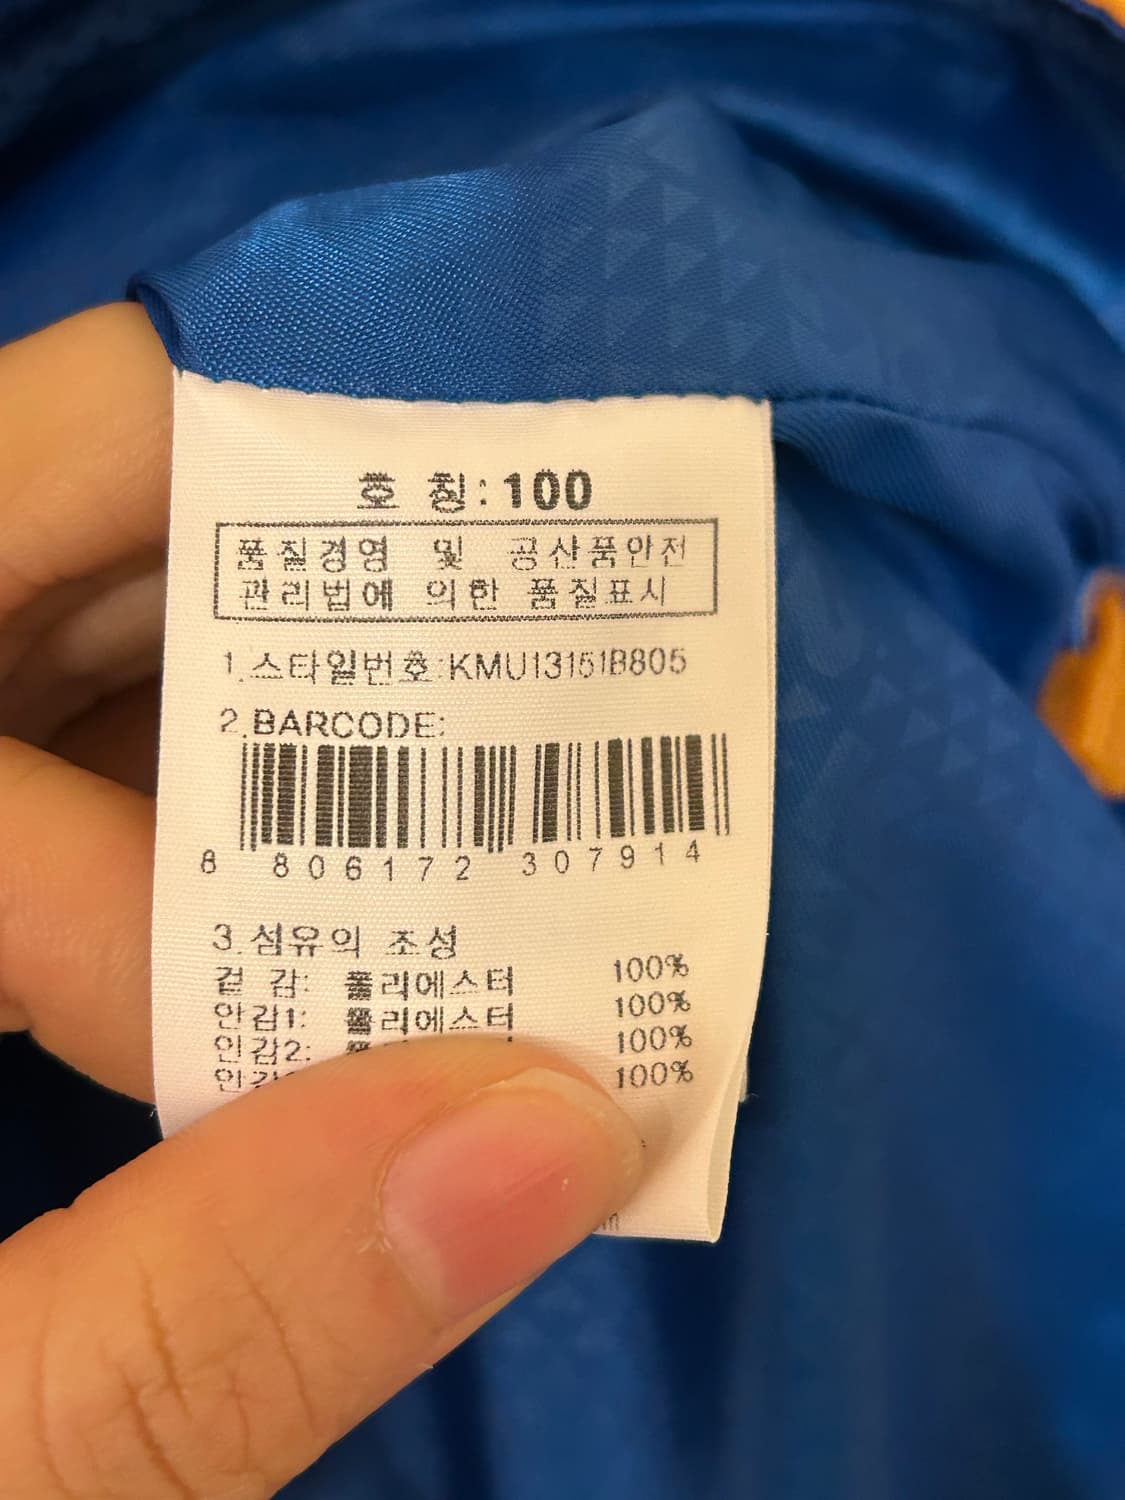 호 칭: 100
품질경영 및 공산품안전
관리법에 의한 품질표시
1. 스타일번호:KMU13151B805
2. BARCODE:
8 806172 307914
3. 섬유의 조성
겉 감: 폴리에스터 100%
안감1: 폴리에스터 100%
안감2: 100%
100%